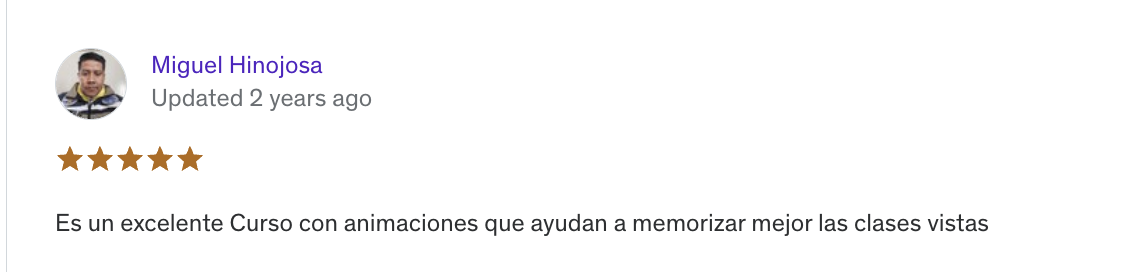 Miguel Hinojosa
Updated 2 years ago
Es un excelente Curso con animaciones que ayudan a memorizar mejor las clases vistas